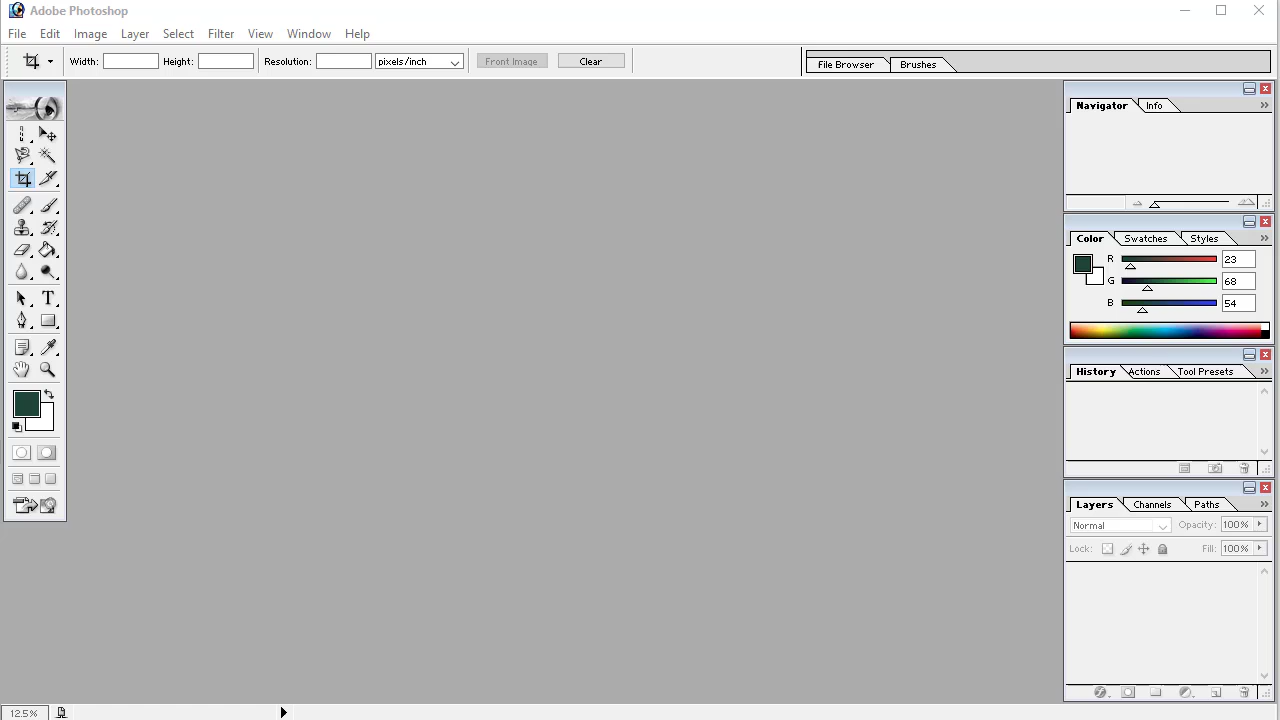 Adobe Photoshop
File Edit Image Layer Select Filter View Window Help
Width: Height: Resolution: pixels/inch Front Image Clear File Browser Brushes
Navigator Info
Color Swatches Styles
R 23
G 68
B 54
T
History Actions Tool Presets
Layers Channels Paths
Normal Opacity: 100%
Lock: Fill: 100%
12.5%